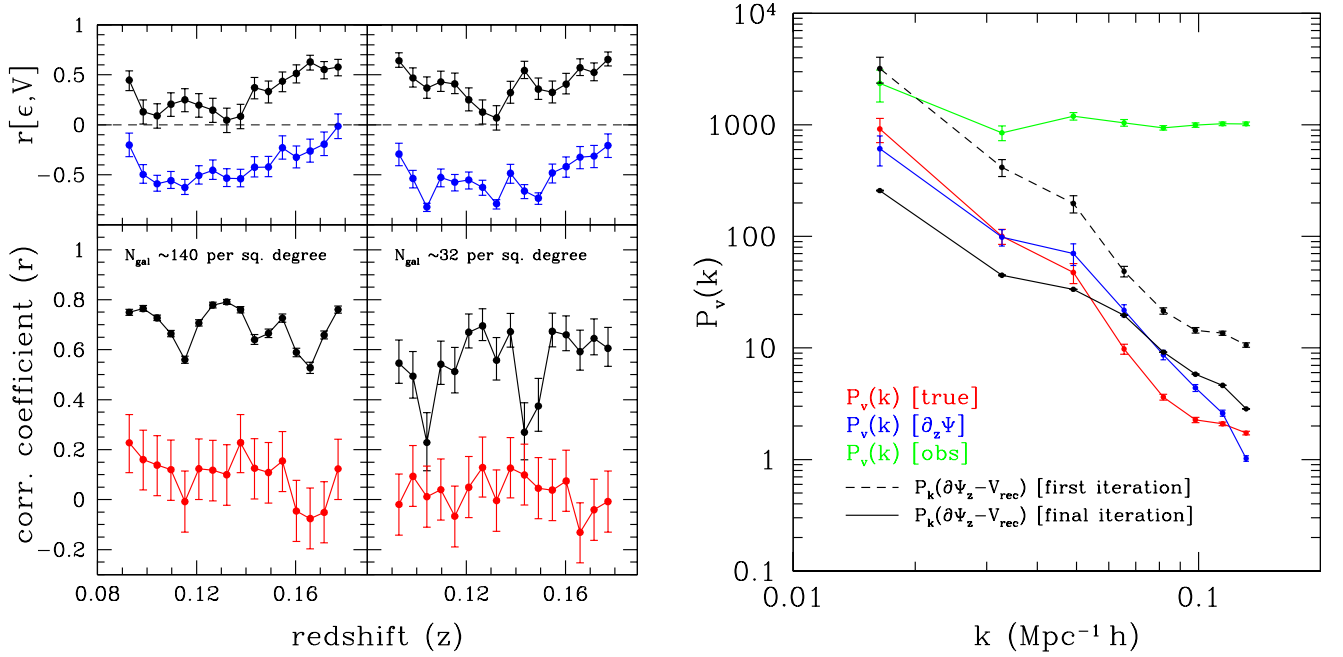 1
0.5
0
−0.5
r[ϵ,V]
1
0.8
0.6
0.4
0.2
0
−0.2
corr. coefficient (r)
N_gal ~140 per sq. degree
N_gal ~32 per sq. degree
0.08
0.12
0.16
0.12
0.16
redshift (z)
10⁴
1000
100
10
1
0.1
P_v(k)
P_v(k) [true]
P_v(k) [∂_zΨ]
P_v(k) [obs]
P_k(∂Ψ_z−V_rec) [first iteration]
P_k(∂Ψ_z−V_rec) [final iteration]
0.01
0.1
k (Mpc⁻¹ h)